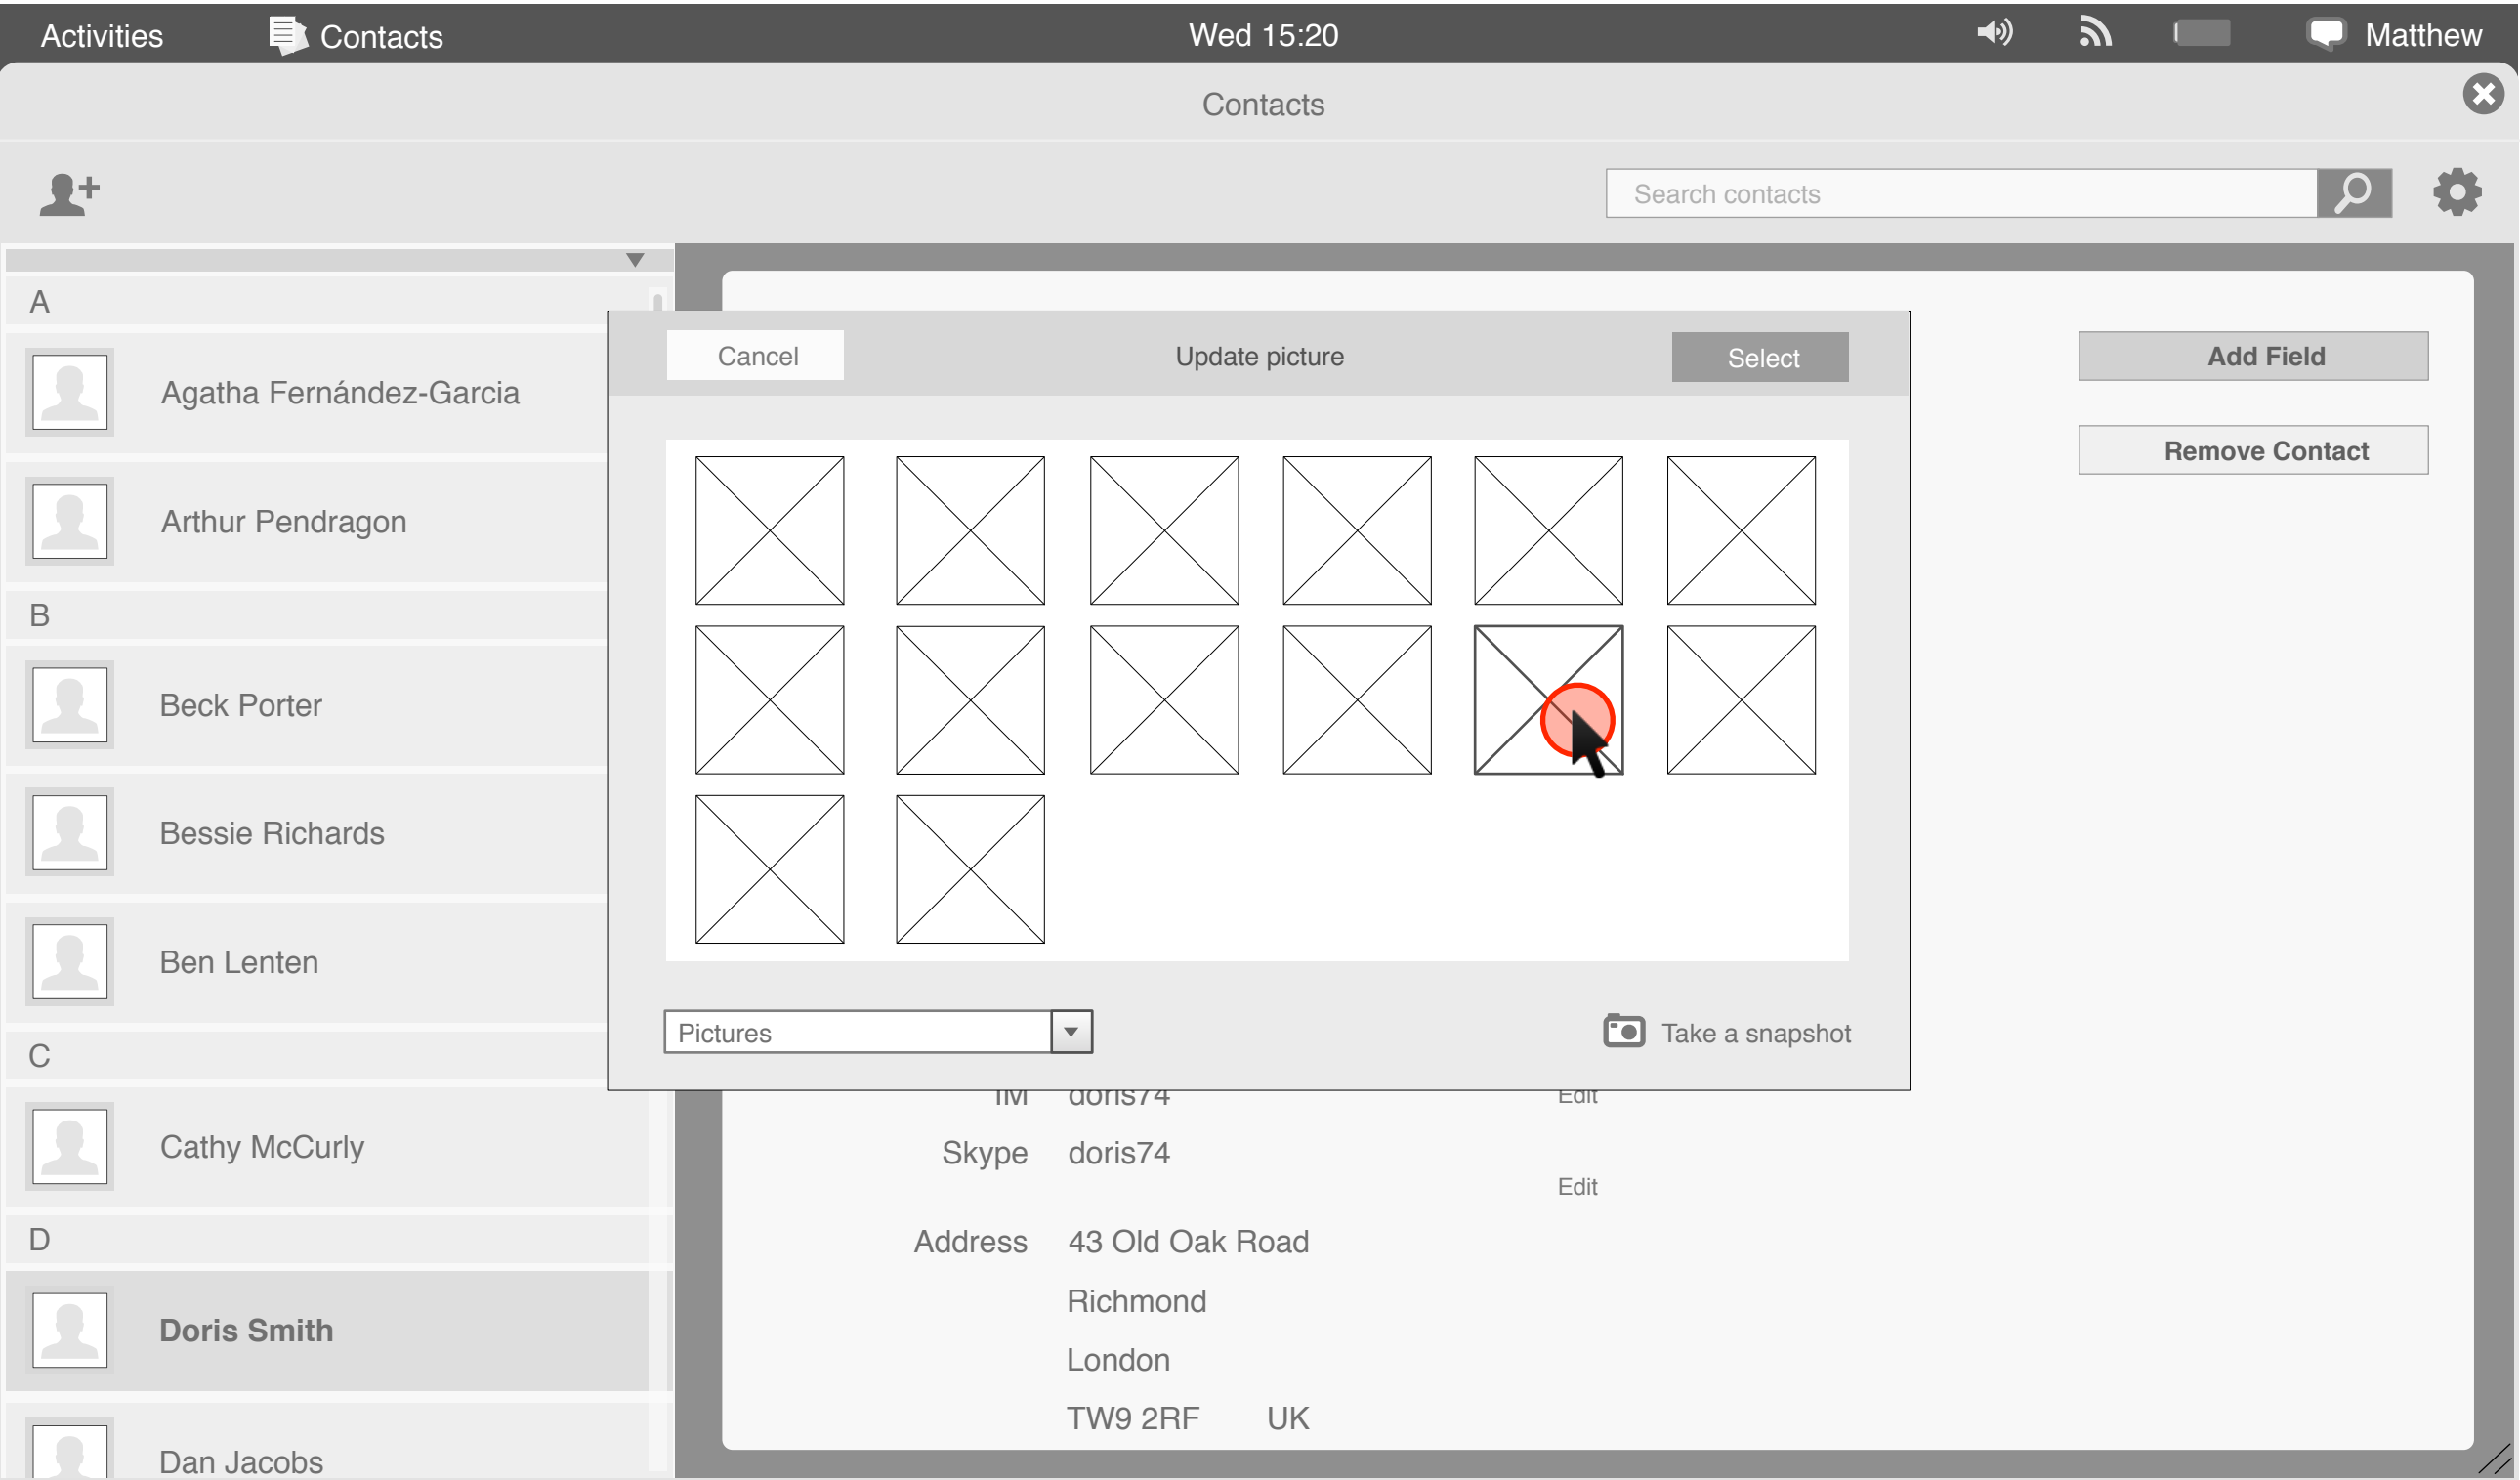 Activities Contacts Wed 15:20 Matthew
Contacts
Search contacts
A
Cancel Update picture Select
Add Field
Agatha Fernández-Garcia
Remove Contact
Arthur Pendragon
B
Beck Porter
Bessie Richards
Ben Lenten
Pictures
Take a snapshot
C
IM doris74 Edit
Cathy McCurly
Skype doris74
Edit
D
Address 43 Old Oak Road
Richmond
Doris Smith
London
TW9 2RF UK
Dan Jacobs